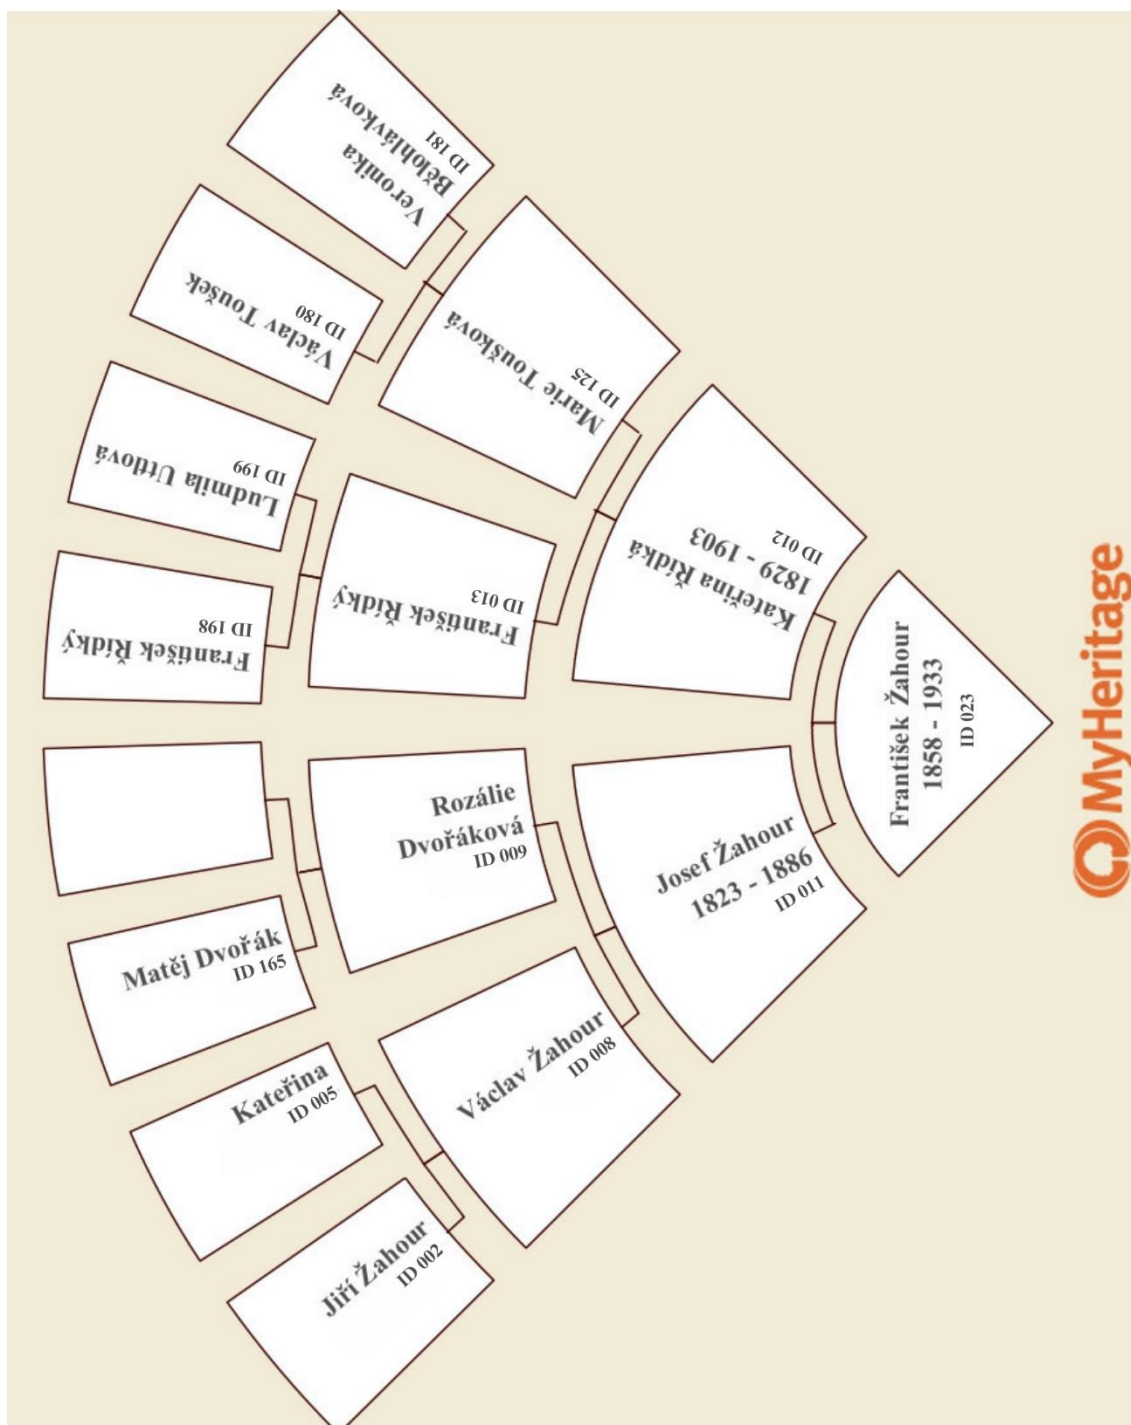 Veronika
Bělohlávková
ID 181
Václav Toušek
ID 180
Ludmila Uttlová
ID 199
František Řídký
ID 198
Matěj Dvořák
ID 165
Kateřina
ID 005
Jiří Žahour
ID 002
Marie Toušková
ID 125
František Řídký
ID 013
Rozálie
Dvořáková
ID 009
Václav Žahour
ID 008
Kateřina Řídká
1829 - 1903
ID 012
Josef Žahour
1823 - 1886
ID 011
František Žahour
1858 - 1933
ID 023
MyHeritage